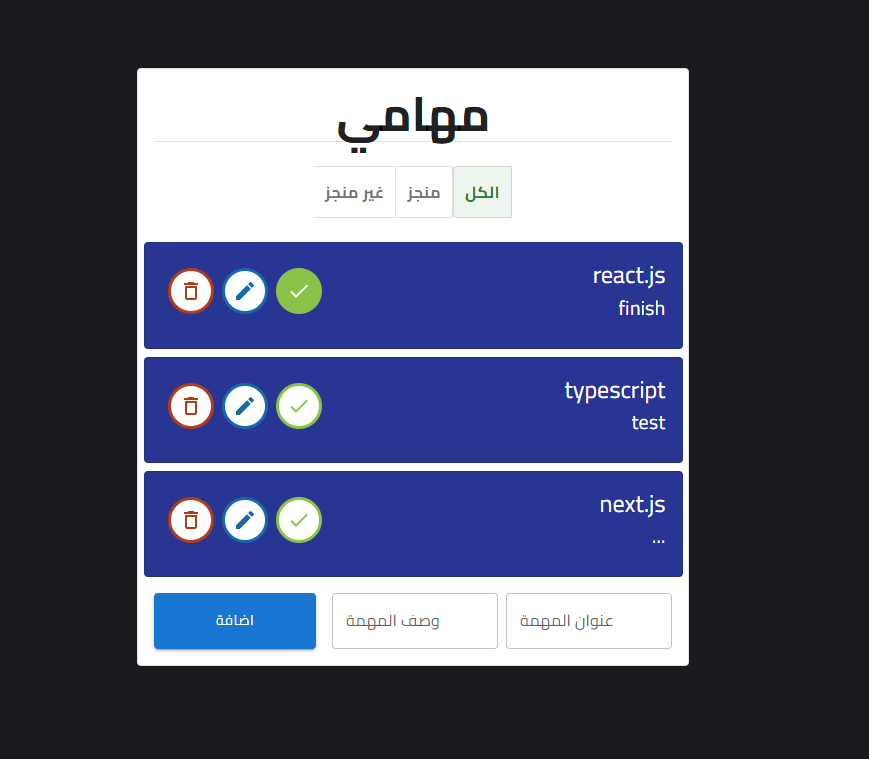 مهامي
الكل منجز غير منجز
react.js
finish
typescript
test
next.js
...
عنوان المهمة وصف المهمة اضافة